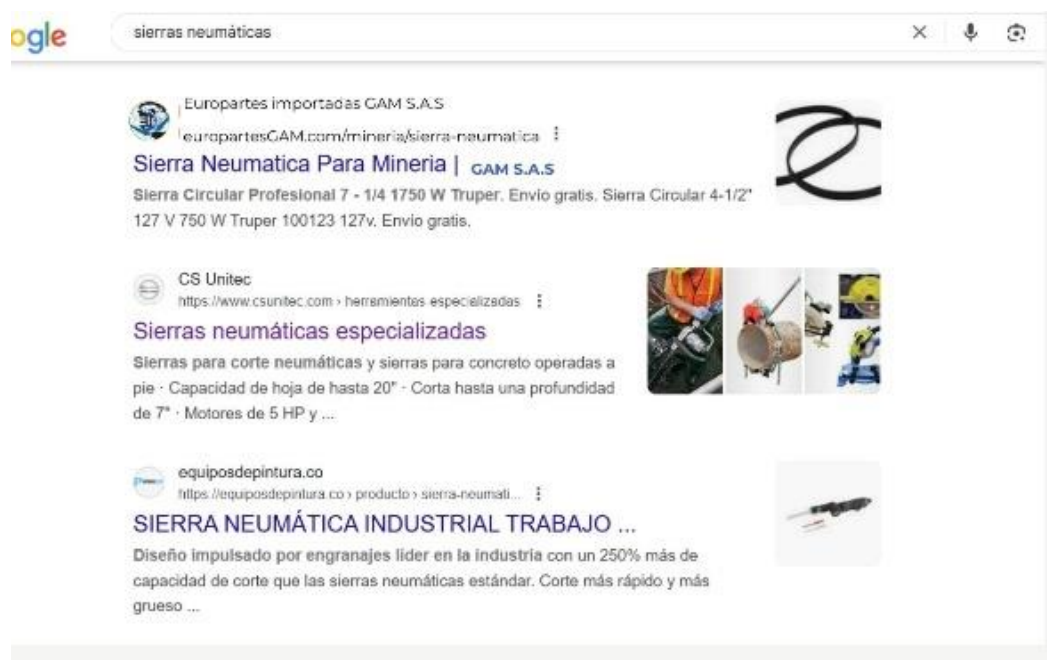 ogle
sierras neumáticas
Europartes importadas GAM S.A.S
europartesGAM.com/mineria/sierra-neumatica
Sierra Neumatica Para Mineria | GAM S.A.S
Sierra Circular Profesional 7 - 1/4 1750 W Truper. Envío gratis. Sierra Circular 4-1/2"
127 V 750 W Truper 100123 127v. Envío gratis.
CS Unitec
https://www.csunitec.com › herramientas especializadas
Sierras neumáticas especializadas
Sierras para corte neumáticas y sierras para concreto operadas a
pie · Capacidad de hoja de hasta 20" · Corta hasta una profundidad
de 7" · Motores de 5 HP y ...
equiposdepintura.co
https://equiposdepintura.co › producto › sierra-neumati...
SIERRA NEUMÁTICA INDUSTRIAL TRABAJO ...
Diseño impulsado por engranajes líder en la industria con un 250% más de
capacidad de corte que las sierras neumáticas estándar. Corte más rápido y más
grueso ...